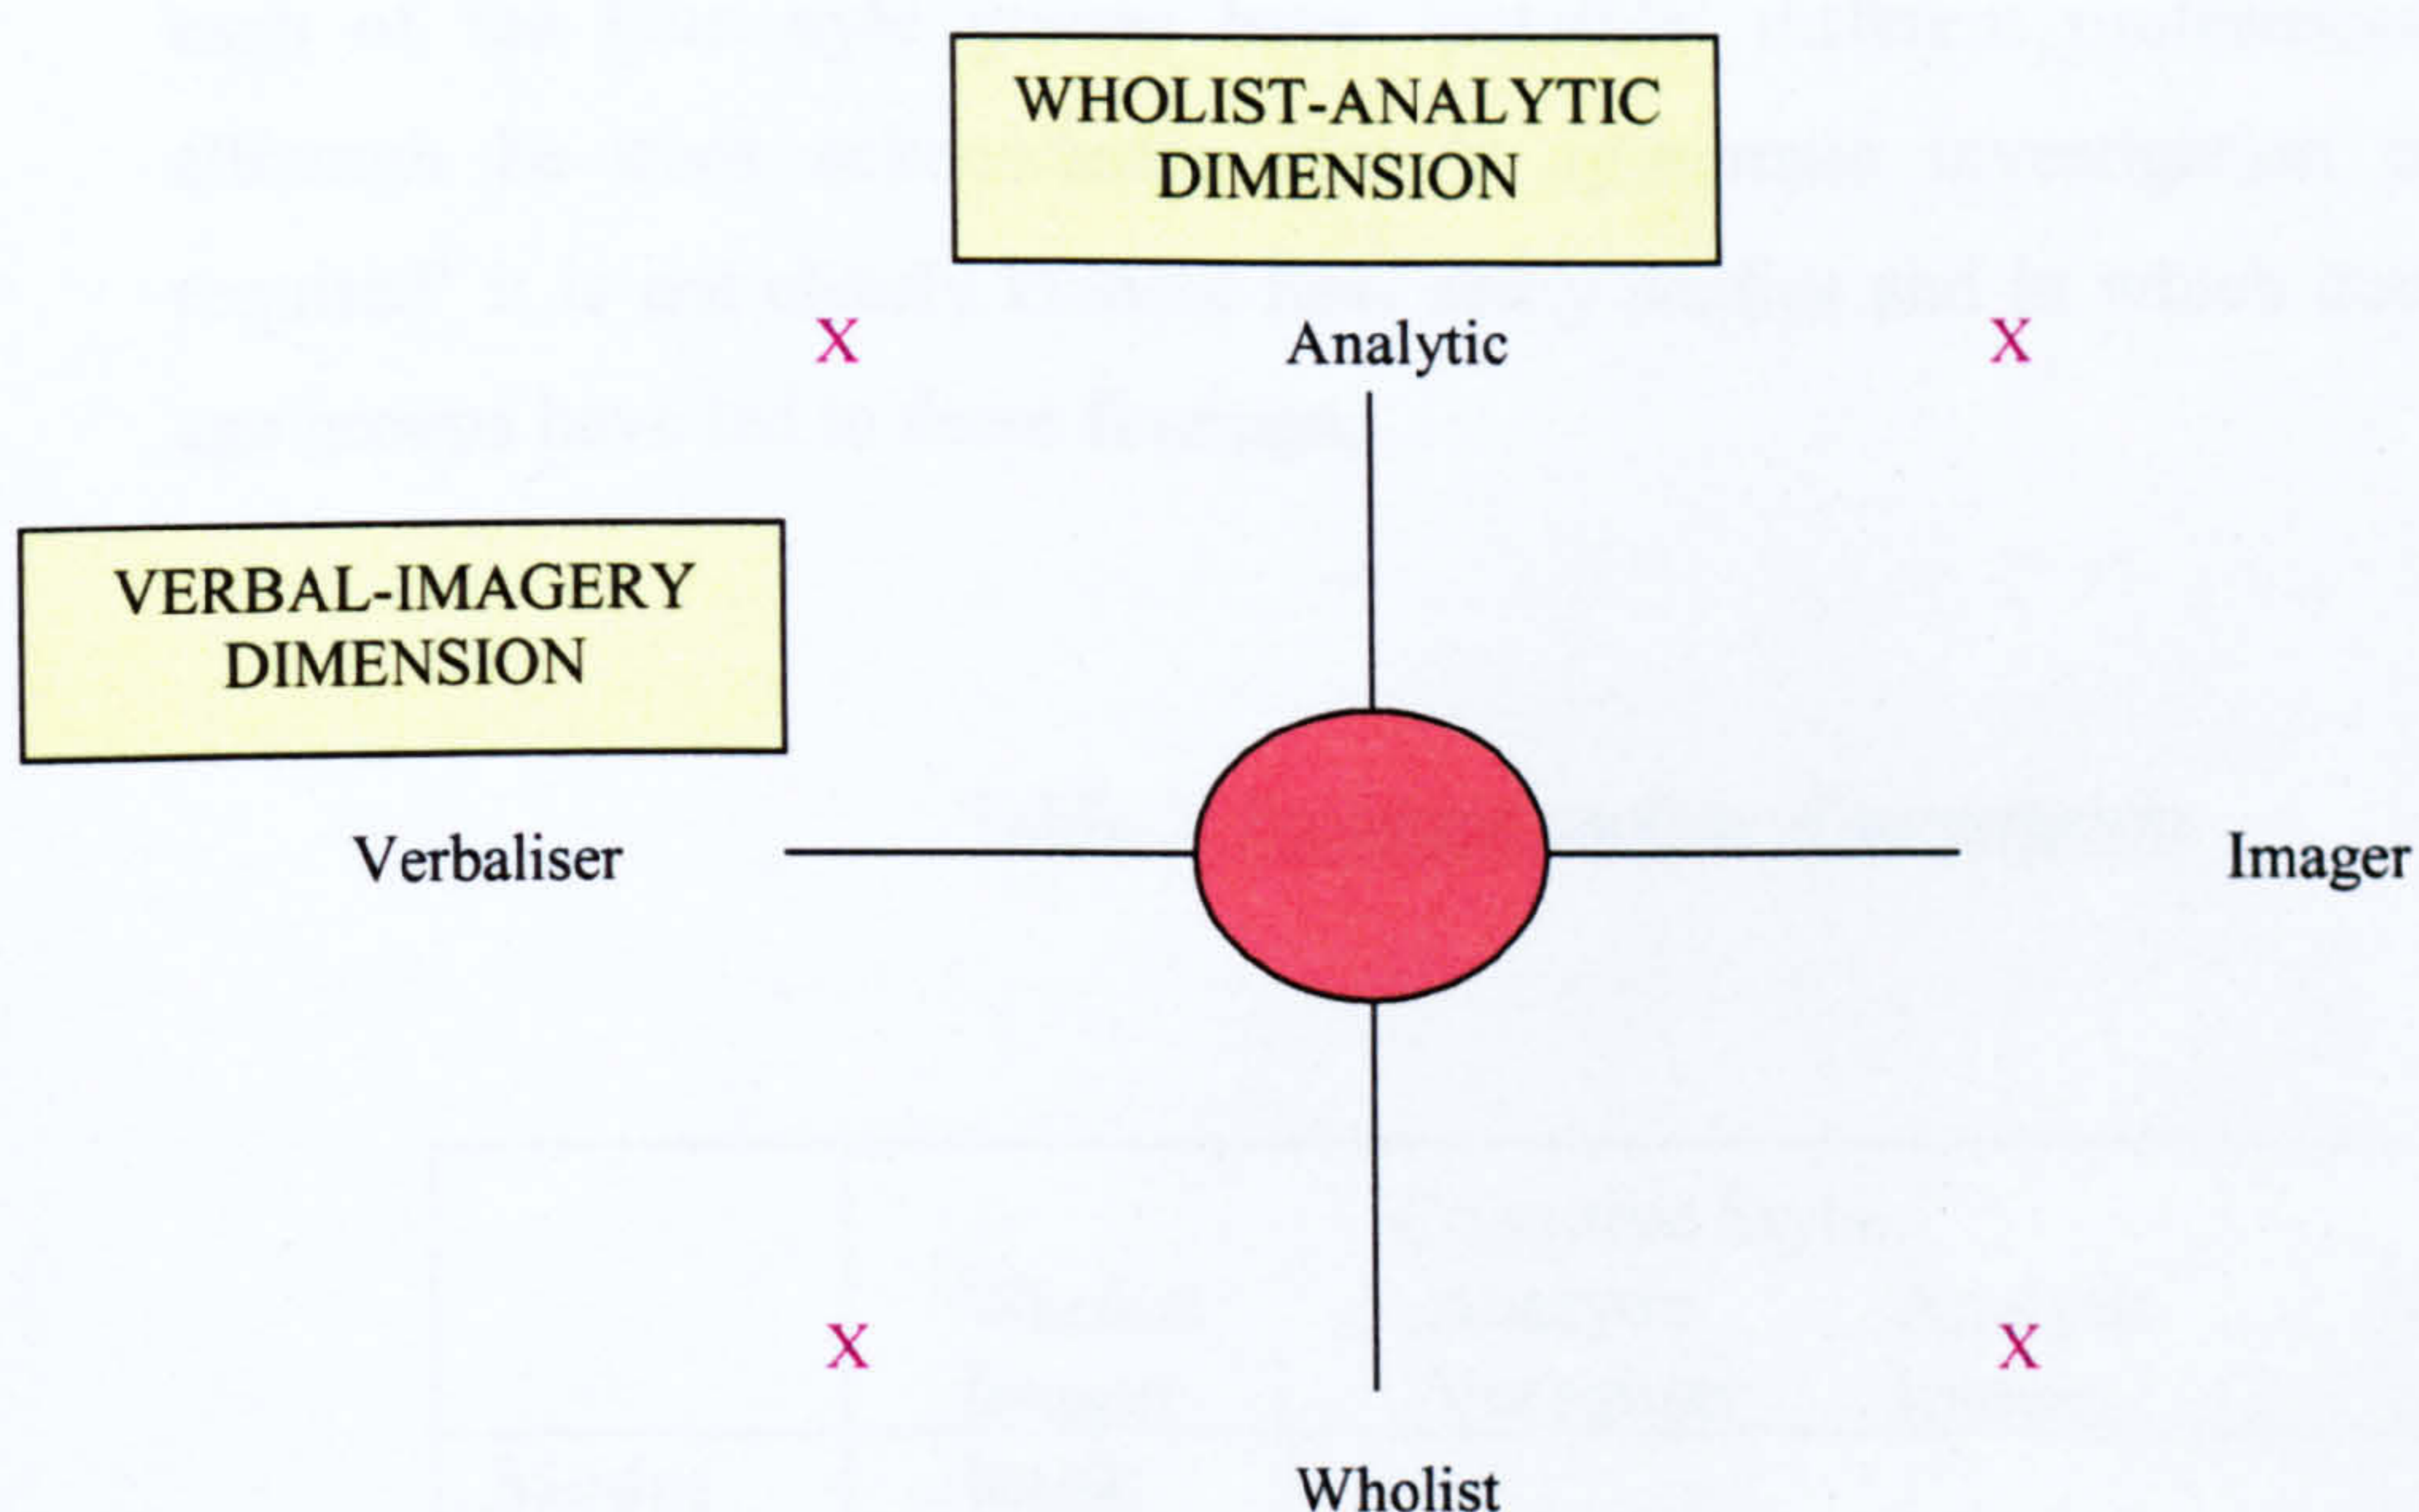 WHOLIST-ANALYTIC
DIMENSION
X
Analytic
X
VERBAL-IMAGERY
DIMENSION
Verbaliser
Imager
X
X
Wholist